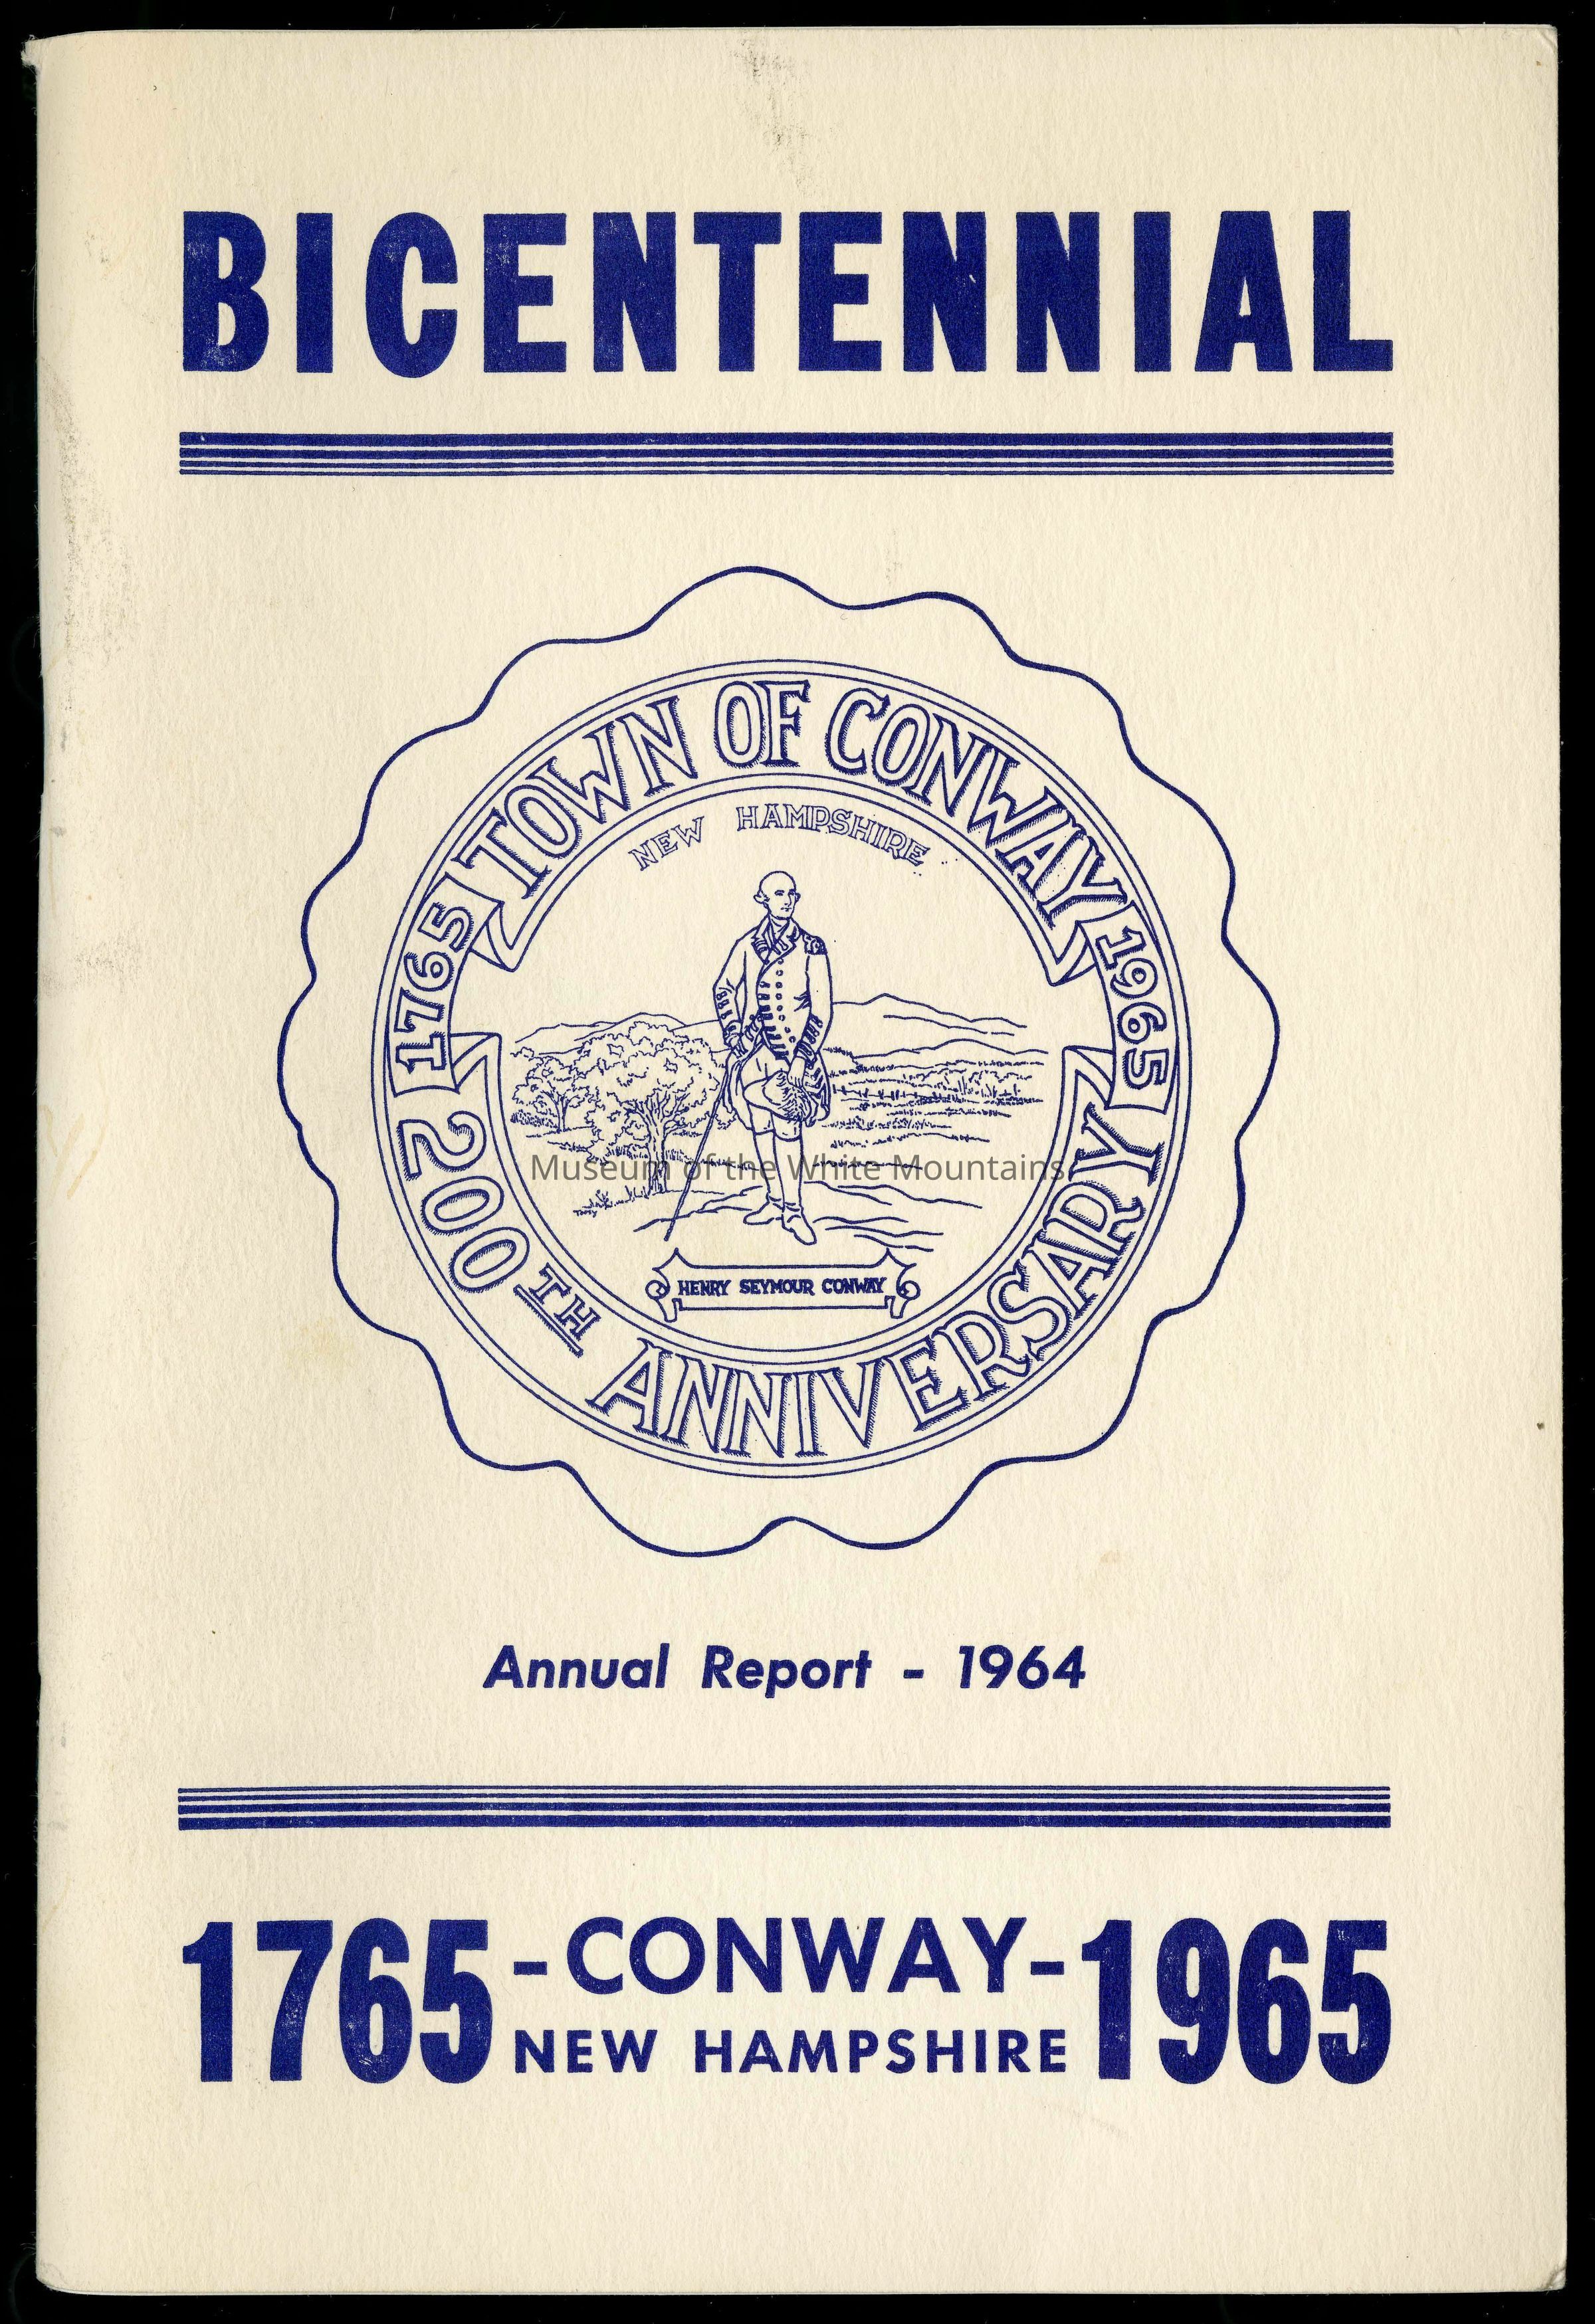 BICENTENNIAL
TOWN OF CONWAY
1765
1965
NEW HAMPSHIRE
Museum of the White Mountains
HENRY SEYMOUR CONWAY
200TH ANNIVERSARY
Annual Report - 1964
1765-CONWAY-1965
NEW HAMPSHIRE